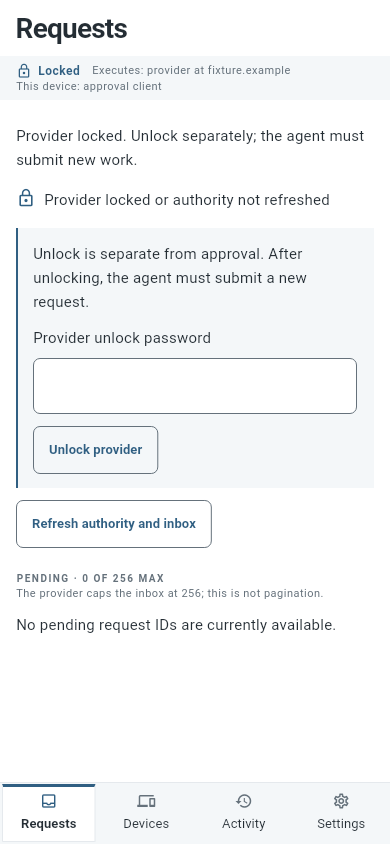 Requests
Locked Executes: provider at fixture.example
This device: approval client
Provider locked. Unlock separately; the agent must
submit new work.
Provider locked or authority not refreshed
Unlock is separate from approval. After
unlocking, the agent must submit a new
request.
Provider unlock password
Unlock provider
Refresh authority and inbox
PENDING · 0 OF 256 MAX
The provider caps the inbox at 256; this is not pagination.
No pending request IDs are currently available.
Requests Devices Activity Settings